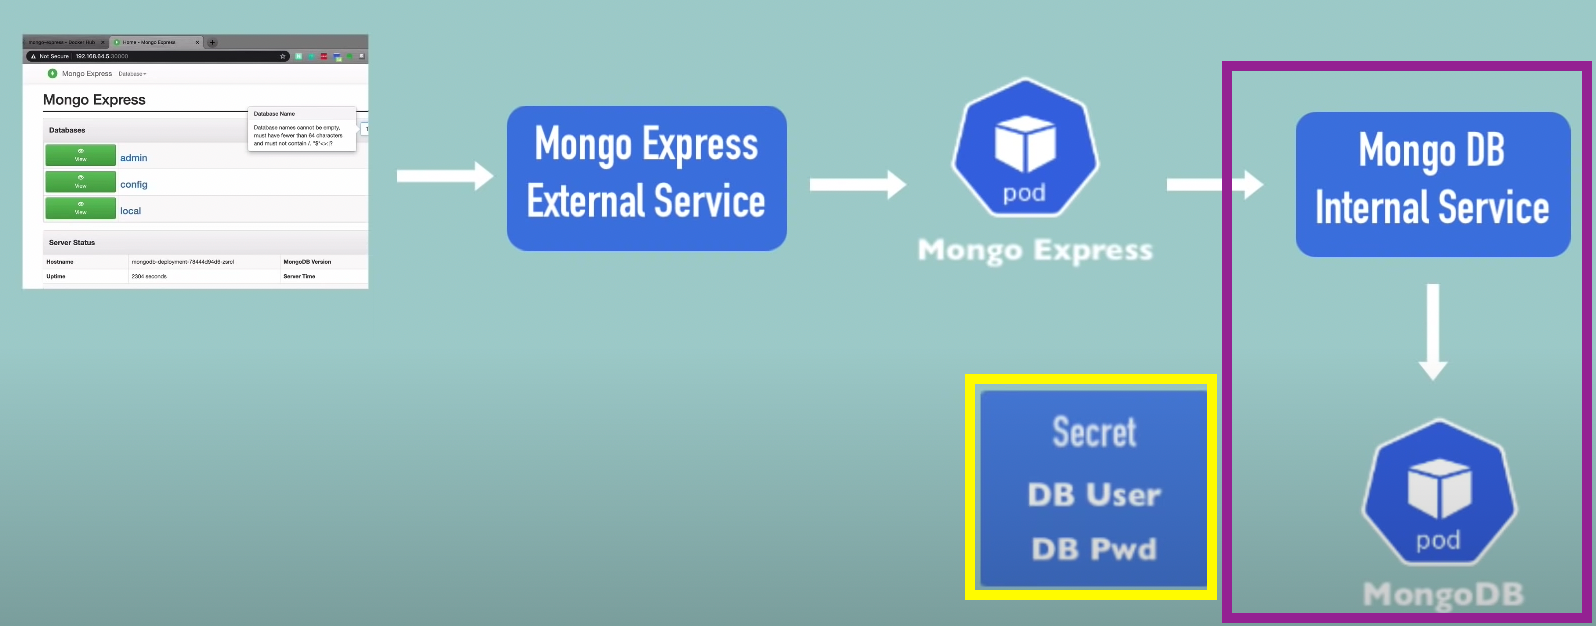 mongo-express - Docker Hub
Home - Mongo Express
Not Secure 192.168.64.5:30000
Mongo Express Database
Mongo Express
Databases
Database Name
Database names cannot be empty,
must have fewer than 64 characters
and must not contain
View admin
View config
View local
Server Status
Hostname mongodb-deployment-78444d94d6-zsrcl MongoDB Version
Uptime 2304 seconds Server Time
Mongo Express
External Service
pod
Mongo Express
Mongo DB
Internal Service
Secret
DB User
DB Pwd
pod
MongoDB